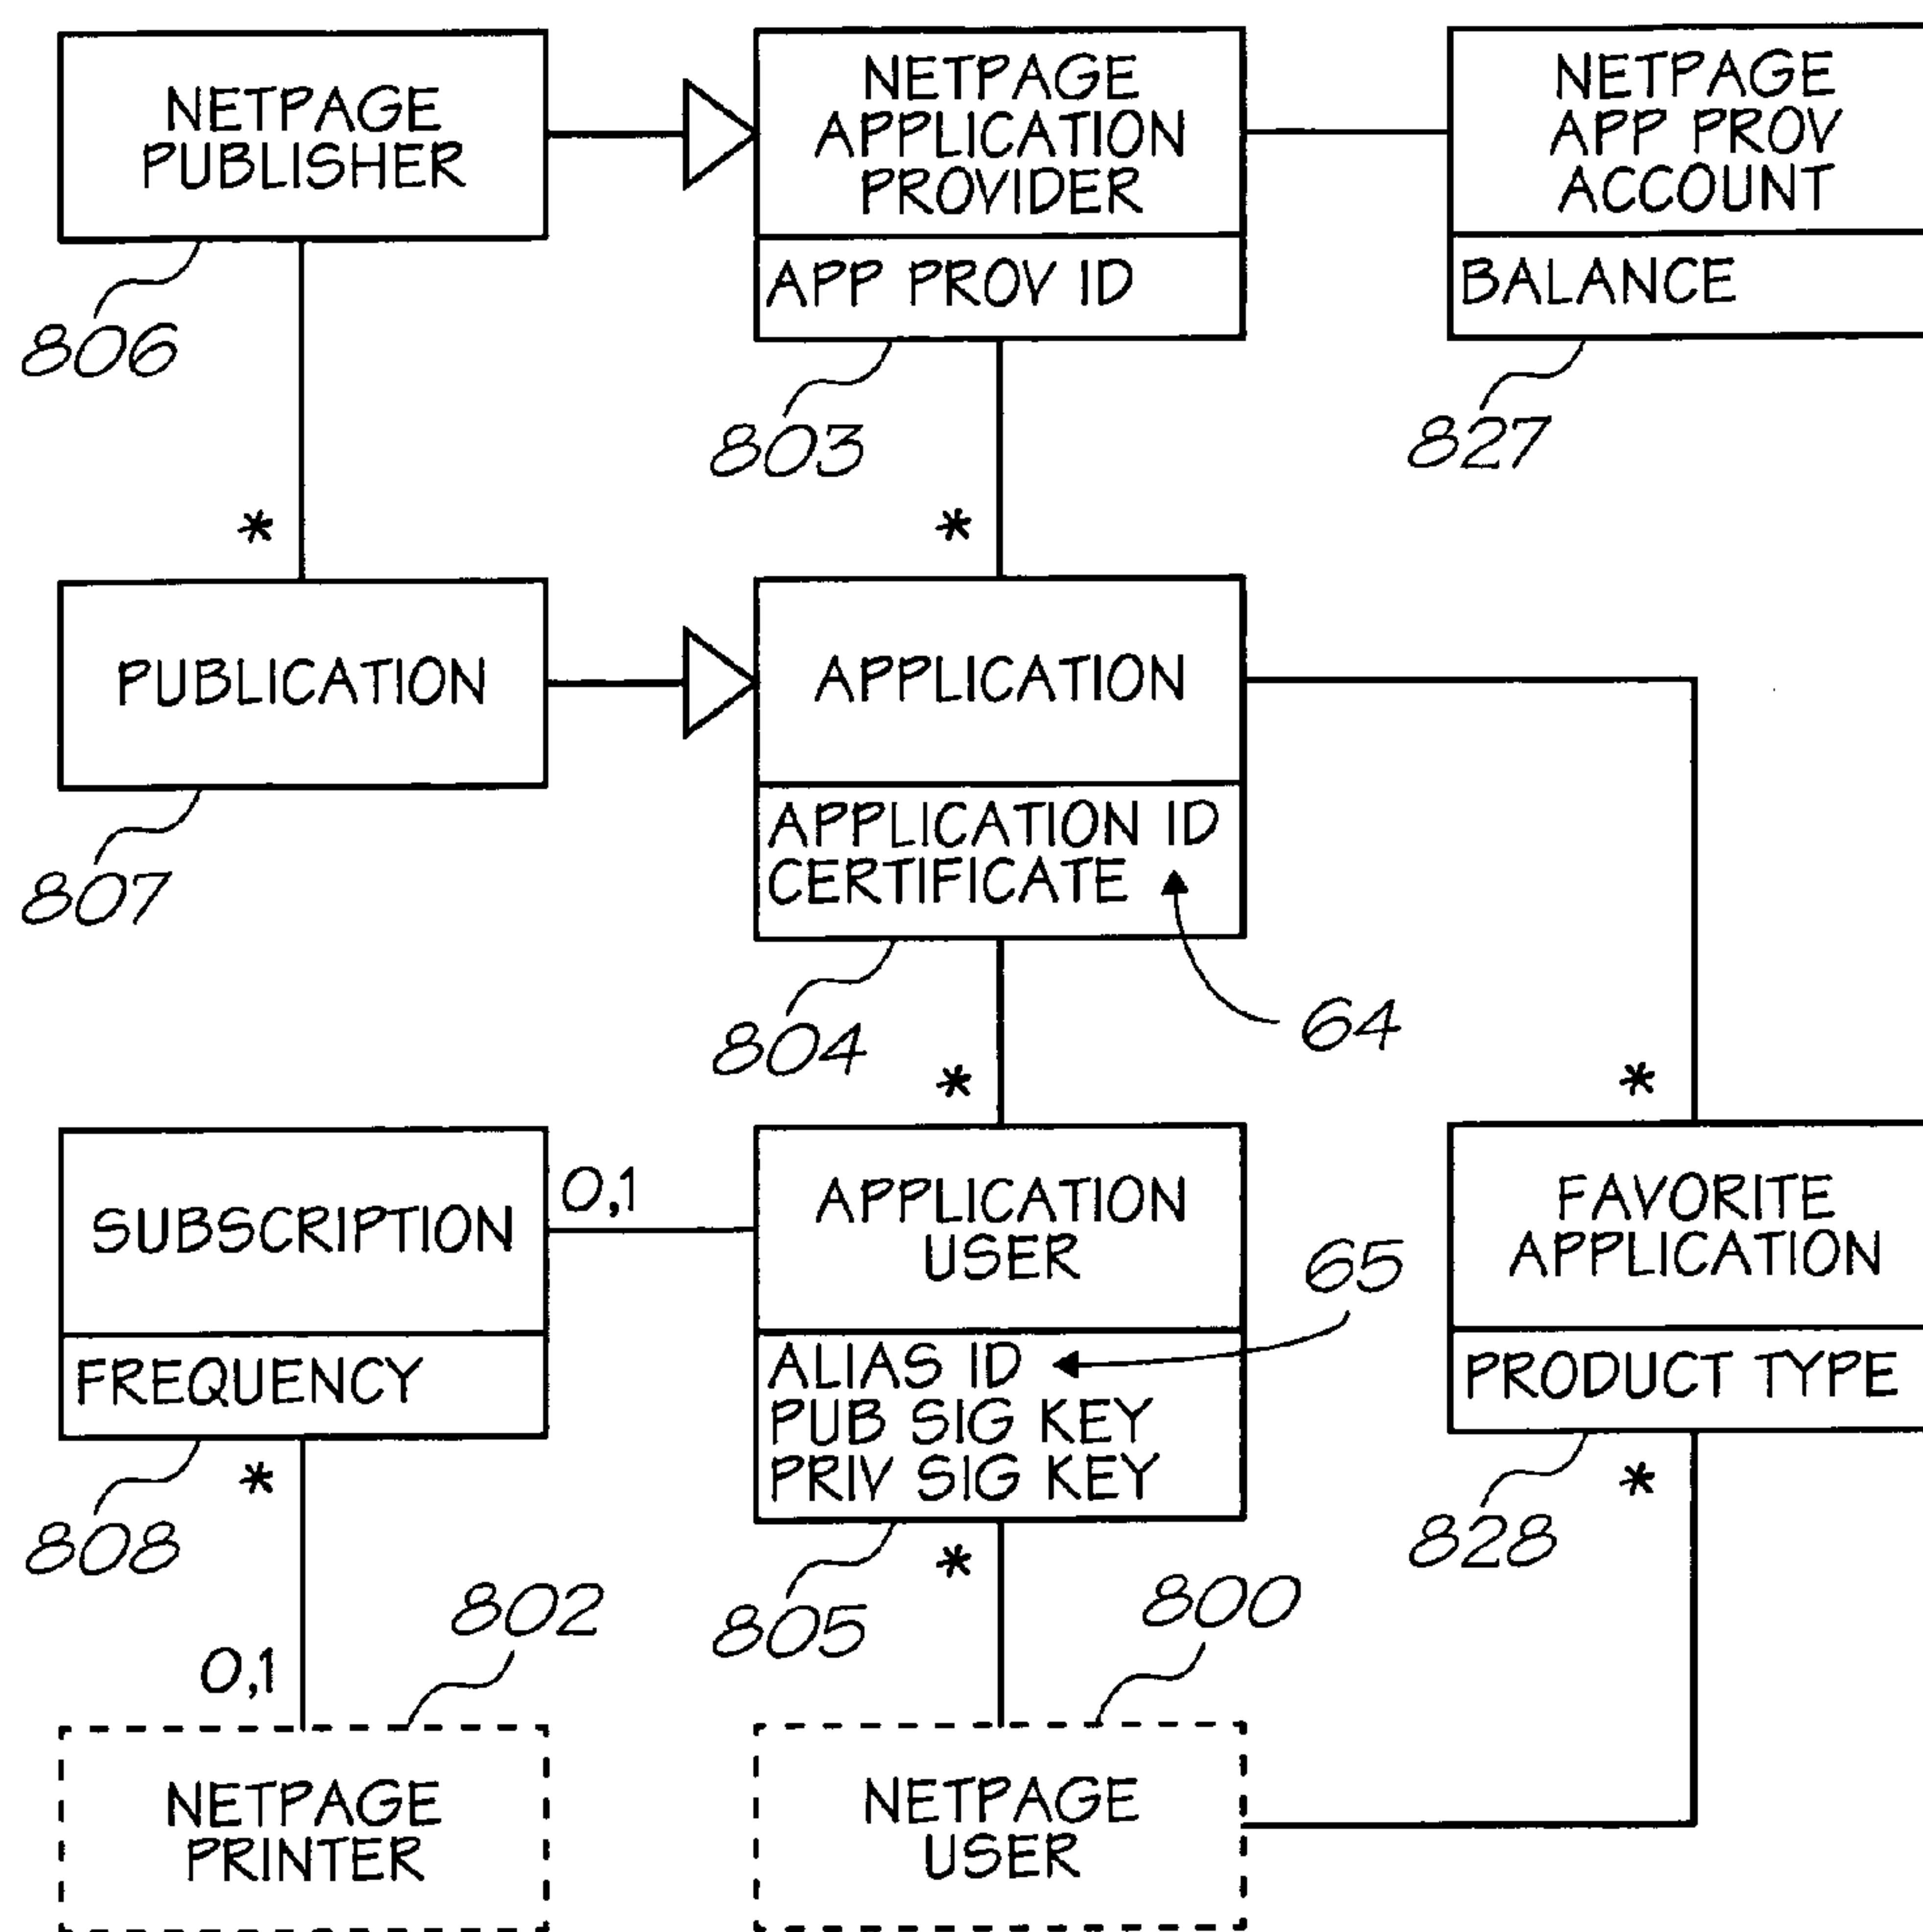 NETPAGE
PUBLISHER
NETPAGE
APPLICATION
PROVIDER
APP PROV ID
NETPAGE
APP PROV
ACCOUNT
BALANCE
806
803
827
*
*
PUBLICATION
APPLICATION
APPLICATION ID
CERTIFICATE
807
804
64
*
*
SUBSCRIPTION
FREQUENCY
0,1
APPLICATION
USER
ALIAS ID
PUB SIG KEY
PRIV SIG KEY
65
FAVORITE
APPLICATION
PRODUCT TYPE
808
*
805
*
828
*
0,1
802
800
NETPAGE
PRINTER
NETPAGE
USER